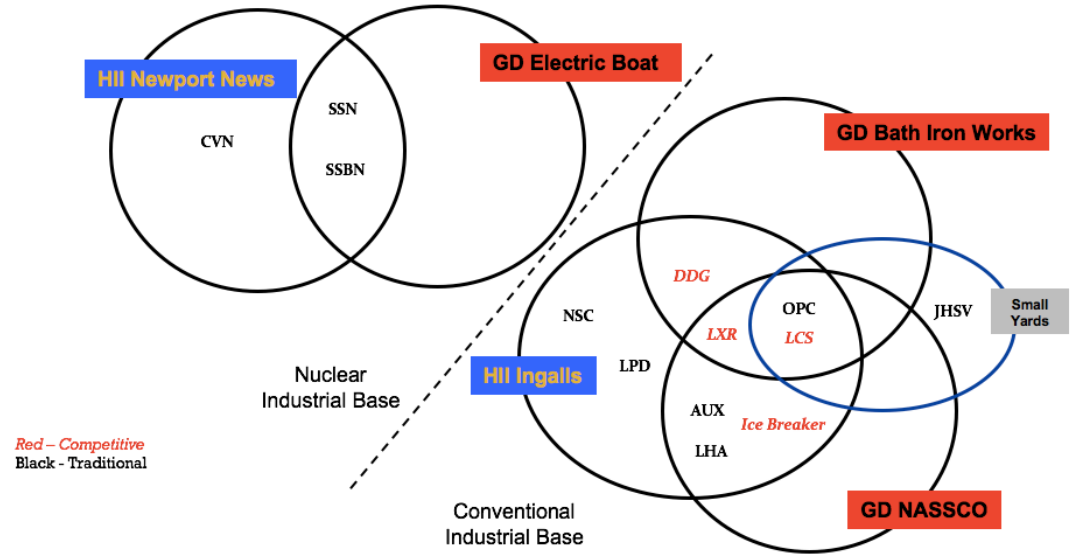 HII Newport News
GD Electric Boat
CVN
SSN
SSBN
GD Bath Iron Works
DDG
NSC
OPC
JHSV
Small
Yards
LXR
LCS
HII Ingalls
LPD
Nuclear
Industrial Base
AUX
Ice Breaker
LHA
Red – Competitive
Black - Traditional
GD NASSCO
Conventional
Industrial Base